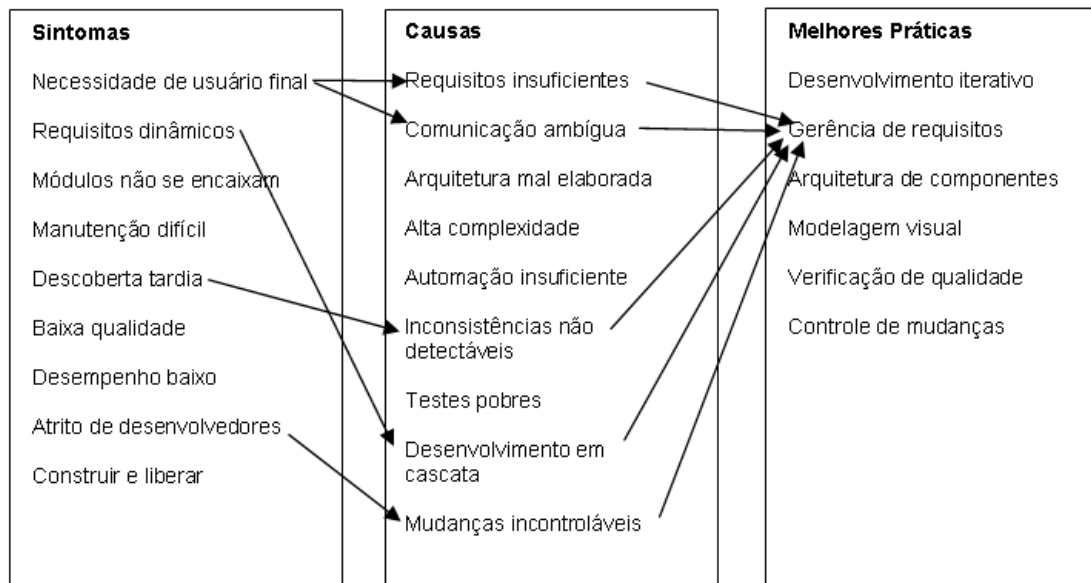 Sintomas
Necessidade de usuário final
Requisitos dinâmicos
Módulos não se encaixam
Manutenção difícil
Descoberta tardia
Baixa qualidade
Desempenho baixo
Atrito de desenvolvedores
Construir e liberar
Causas
Requisitos insuficientes
Comunicação ambígua
Arquitetura mal elaborada
Alta complexidade
Automação insuficiente
Inconsistências não
detectáveis
Testes pobres
Desenvolvimento em
cascata
Mudanças incontroláveis
Melhores Práticas
Desenvolvimento iterativo
Gerência de requisitos
Arquitetura de componentes
Modelagem visual
Verificação de qualidade
Controle de mudanças